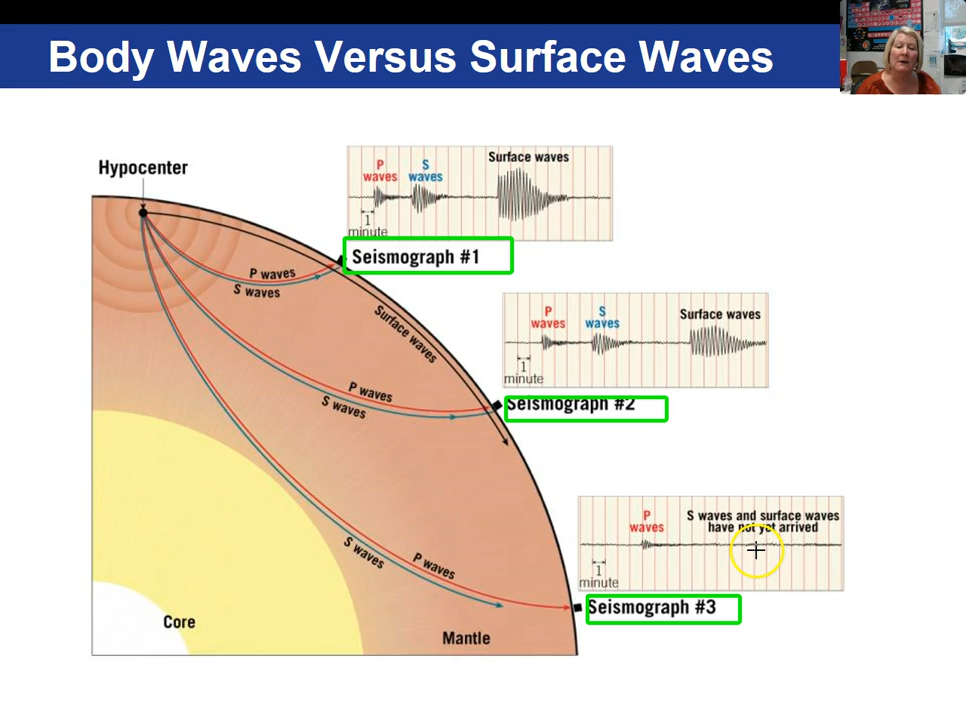 Body Waves Versus Surface Waves
Hypocenter
P
waves
S
waves
Surface waves
1
minute
Seismograph #1
P waves
S waves
Surface waves
P
waves
S
waves
Surface waves
1
minute
Seismograph #2
P waves
S waves
P
waves
S waves and surface waves
have not yet arrived
1
minute
Seismograph #3
S waves
P waves
Core
Mantle